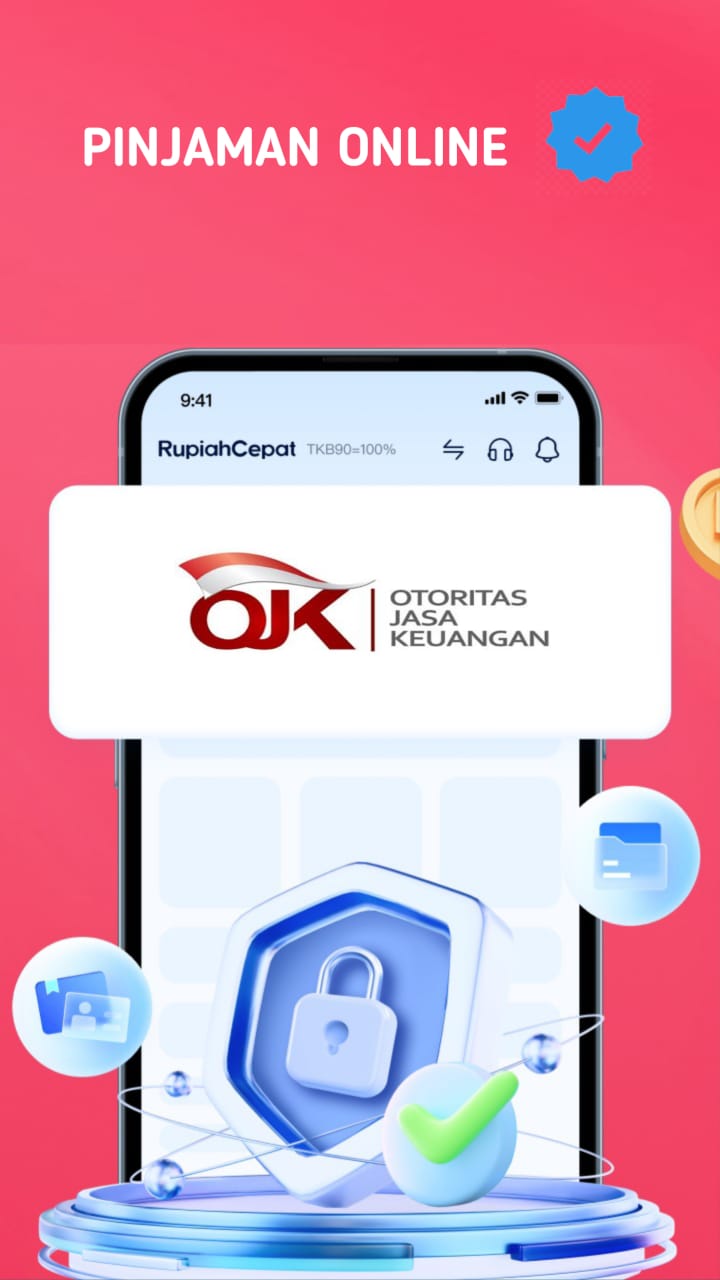 PINJAMAN ONLINE
9:41
RupiahCepat TKB90=100%
OJK
OTORITAS
JASA
KEUANGAN